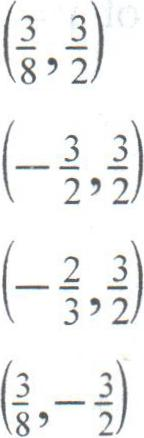 (3/8, 3/2)
(− 3/2, 3/2)
(− 2/3, 3/2)
(3/8, − 3/2)